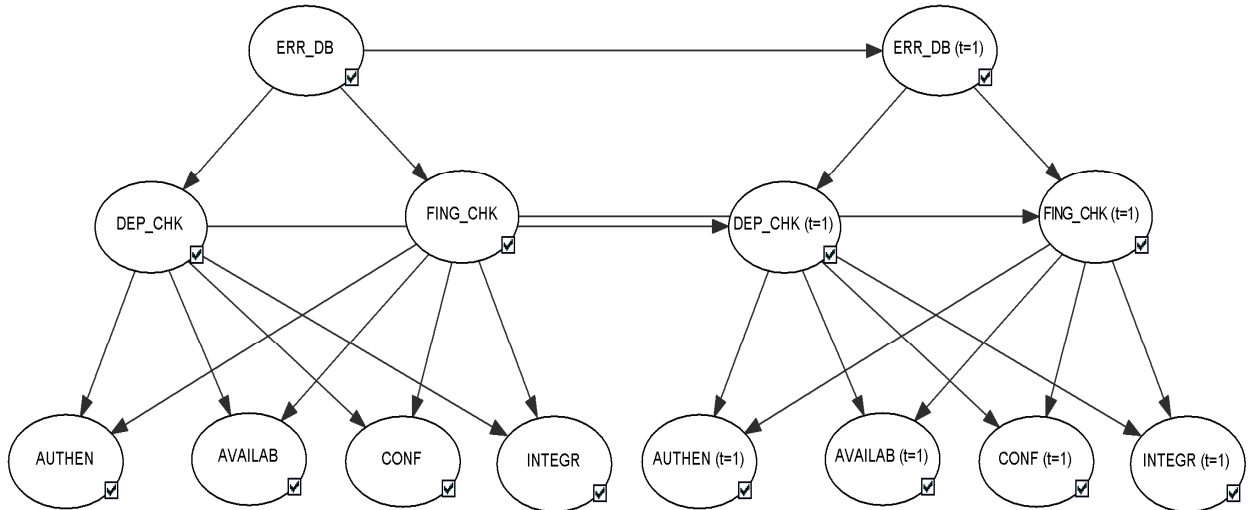 ERR_DB
ERR_DB (t=1)
DEP_CHK
FING_CHK
DEP_CHK (t=1)
FING_CHK (t=1)
AUTHEN
AVAILAB
CONF
INTEGR
AUTHEN (t=1)
AVAILAB (t=1)
CONF (t=1)
INTEGR (t=1)